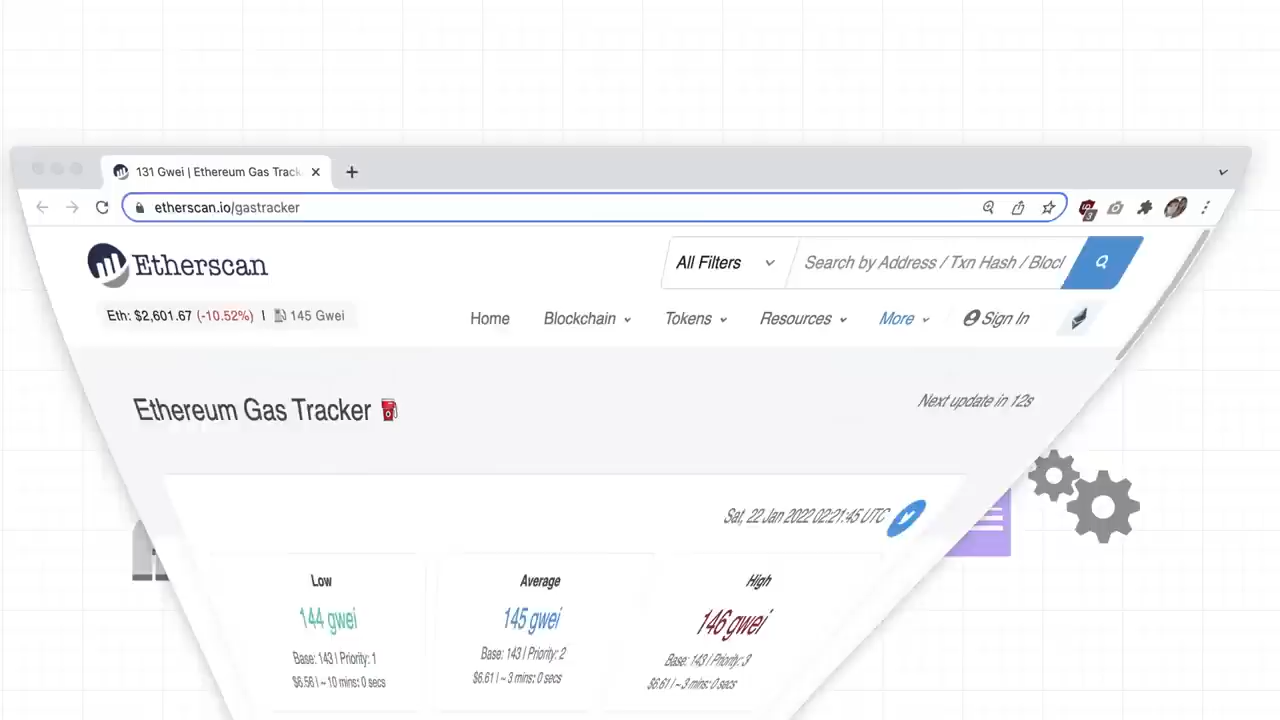 131 Gwei | Ethereum Gas Track
etherscan.io/gastracker
3
Etherscan
All Filters
Search by Address / Txn Hash / Block
Eth: $2,601.67 (-10.52%) | 145 Gwei
Home Blockchain Tokens Resources More Sign In
Ethereum Gas Tracker
Next update in 12s
Sat, 22 Jan 2022 02:21:45 UTC
Low
144 gwei
Base: 143 | Priority: 1
$6.56 | ~ 10 mins: 0 secs
Average
145 gwei
Base: 143 | Priority: 2
$6.61 | ~ 3 mins: 0 secs
High
146 gwei
Base: 143 | Priority: 3
$6.61 | ~ 3 mins: 0 secs